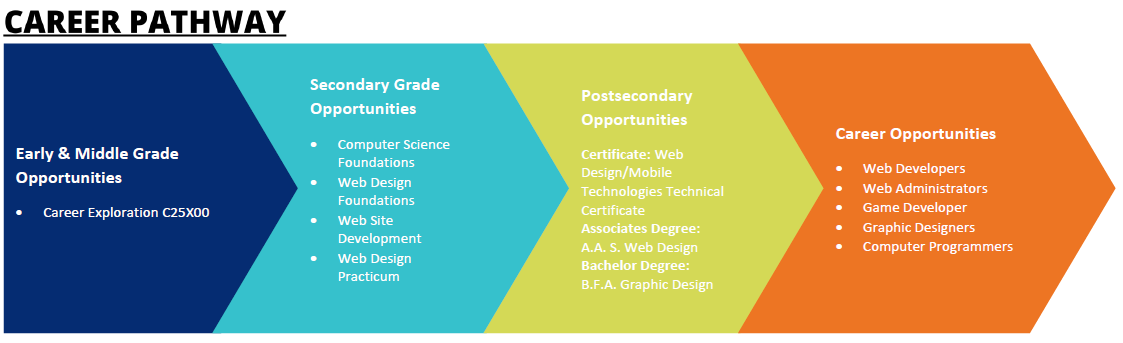 CAREER PATHWAY
Early & Middle Grade
Opportunities
• Career Exploration C25X00
Secondary Grade
Opportunities
• Computer Science
Foundations
• Web Design
Foundations
• Web Site
Development
• Web Design
Practicum
Postsecondary
Opportunities
Certificate: Web
Design/Mobile
Technologies Technical
Certificate
Associates Degree:
A.A. S. Web Design
Bachelor Degree:
B.F.A. Graphic Design
Career Opportunities
• Web Developers
• Web Administrators
• Game Developer
• Graphic Designers
• Computer Programmers